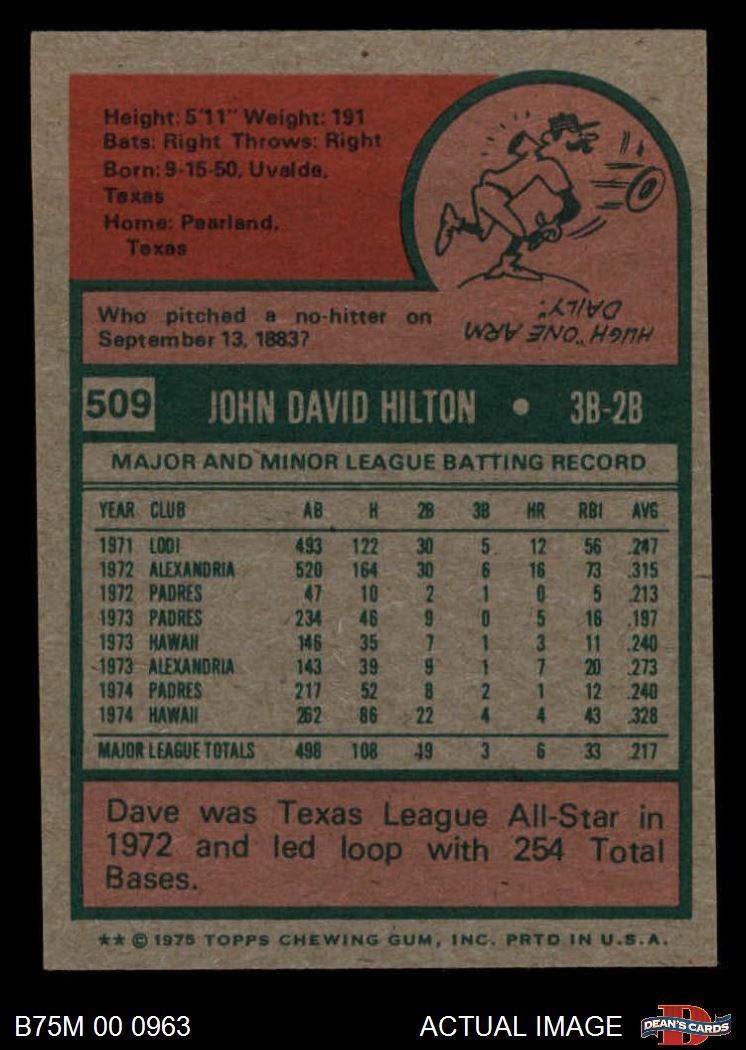 Height: 5'11" Weight: 191
Bats: Right Throws: Right
Born: 9-15-50, Uvalde,
Texas
Home: Pearland,
Texas
Who pitched a no-hitter on
September 13, 1883?
HUGH "ONE ARM
DAILY".
509 JOHN DAVID HILTON • 3B-2B
MAJOR AND MINOR LEAGUE BATTING RECORD
YEAR CLUB AB H 2B 3B HR RBI AVG
1971 LODI 493 122 30 5 12 56 .247
1972 ALEXANDRIA 520 164 30 6 16 73 .315
1972 PADRES 47 10 2 1 0 5 .213
1973 PADRES 234 46 9 0 5 16 .197
1973 HAWAII 146 35 7 1 3 11 .240
1973 ALEXANDRIA 143 39 9 1 7 20 .273
1974 PADRES 217 52 8 2 1 12 .240
1974 HAWAII 262 86 22 4 4 43 .328
MAJOR LEAGUE TOTALS 498 108 19 3 6 33 .217
Dave was Texas League All-Star in
1972 and led loop with 254 Total
Bases.
** © 1975 TOPPS CHEWING GUM, INC. PRTD IN U.S.A.
B75M 00 0963 ACTUAL IMAGE DEAN'S CARDS